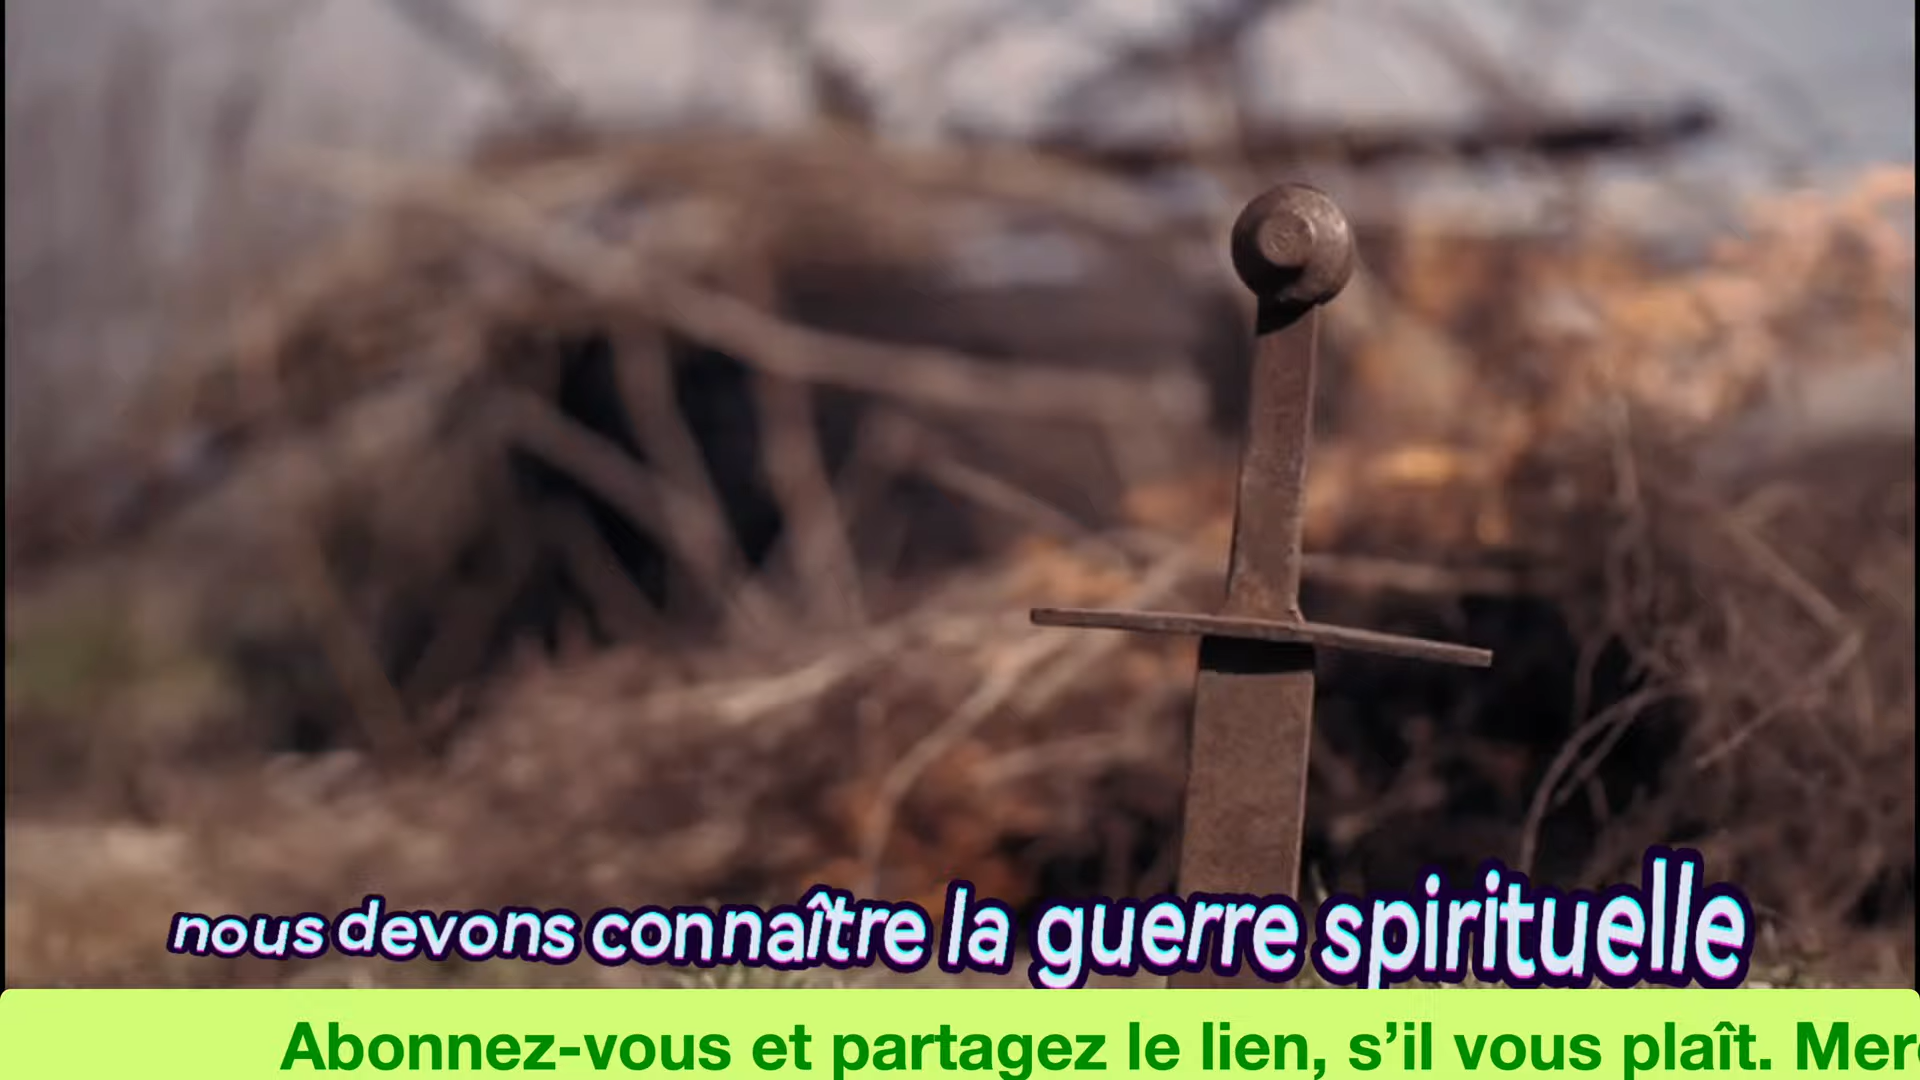 nous devons connaître la guerre spirituelle
Abonnez-vous et partagez le lien, s’il vous plaît.